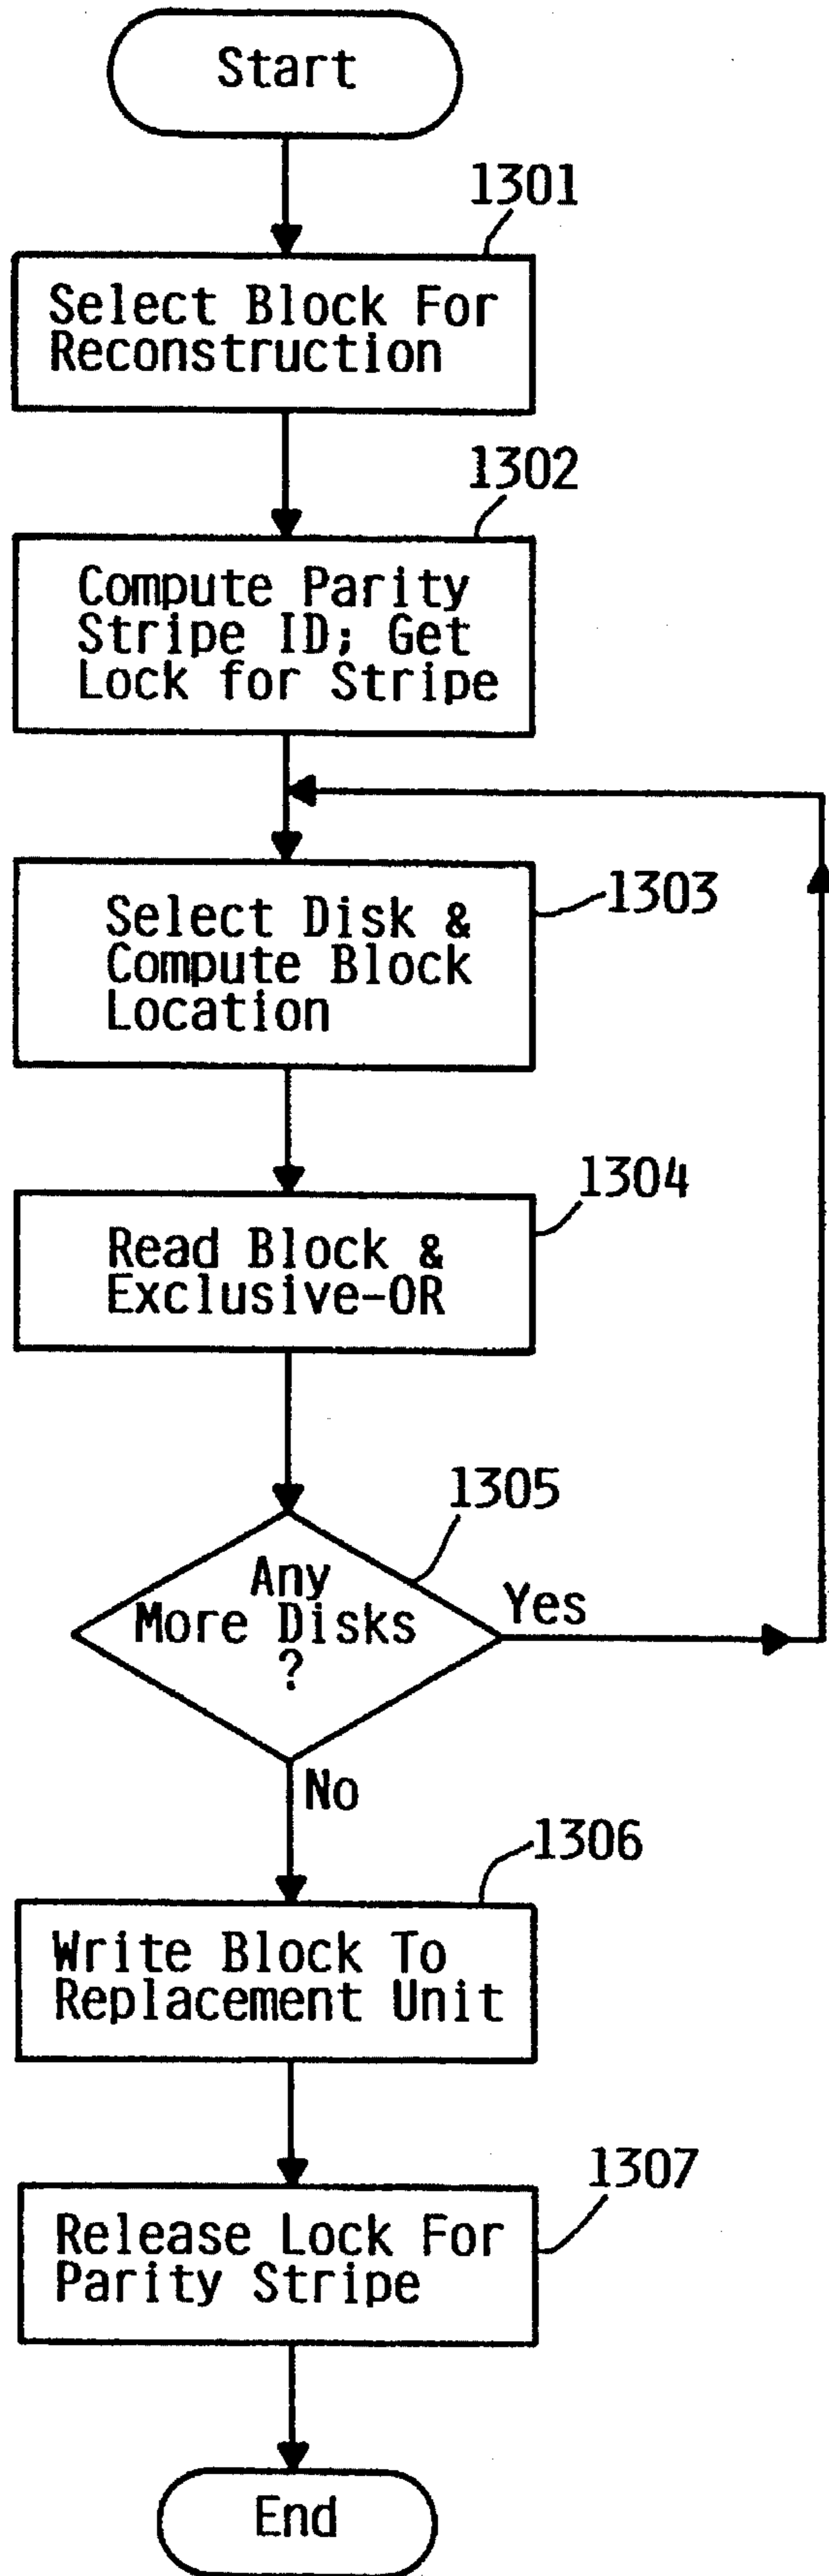 Start
1301
Select Block For
Reconstruction
1302
Compute Parity
Stripe ID; Get
Lock for Stripe
1303
Select Disk &
Compute Block
Location
1304
Read Block &
Exclusive-OR
1305
Any
More Disks
?
Yes
No
1306
Write Block To
Replacement Unit
1307
Release Lock For
Parity Stripe
End